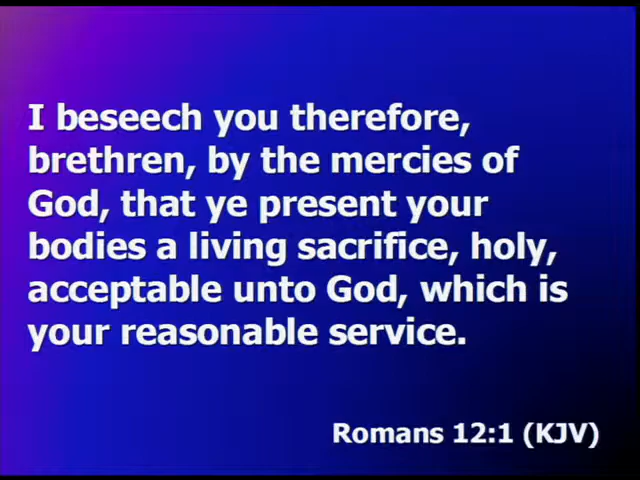 I beseech you therefore,
brethren, by the mercies of
God, that ye present your
bodies a living sacrifice, holy,
acceptable unto God, which is
your reasonable service.
Romans 12:1 (KJV)